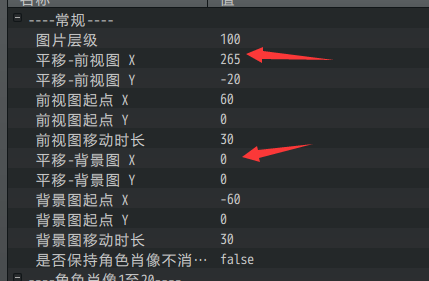 名称 值
----常规----
图片层级 100
平移-前视图 X 265
平移-前视图 Y -20
前视图起点 X 60
前视图起点 Y 0
前视图移动时长 30
平移-背景图 X 0
平移-背景图 Y 0
背景图起点 X -60
背景图起点 Y 0
背景图移动时长 30
是否保持角色肖像不消… false
----角色肖像1至20----